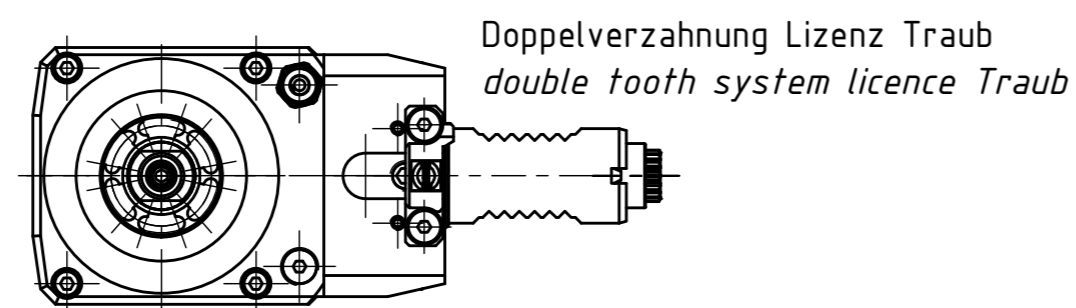 Doppelverzahnung Lizenz Traub
double tooth system licence Traub